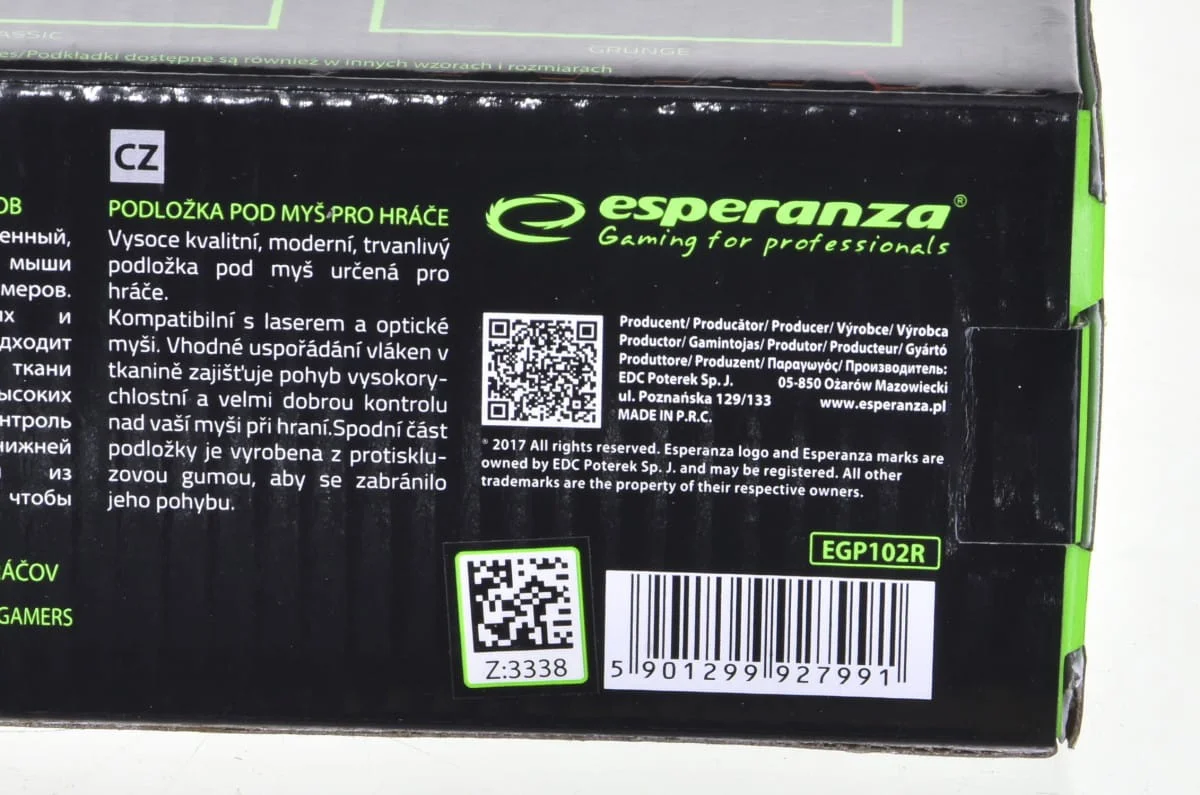 ASSIC
GRUNGE
es/Podkładki dostępne są również w innych wzorach i rozmiarach
ОВ
енный,
мыши
меров.
их и
дходит
ткани
ысоких
нтроль
нижней
из
чтобы
ÁČOV
GAMERS
CZ
PODLOŽKA POD MYŠ PRO HRÁČE
Vysoce kvalitní, moderní, trvanlivý
podložka pod myš určená pro
hráče.
Kompatibilní s laserem a optické
myši. Vhodné uspořádání vláken v
tkanině zajišťuje pohyb vysokory-
chlostní a velmi dobrou kontrolu
nad vaší myši při hraní.Spodní část
podložky je vyrobena z protisklu-
zovou gumou, aby se zabránilo
jeho pohybu.
esperanza®
Gaming for professionals
Producent/ Producător/ Producer/ Výrobce/ Výrobca
Productor/ Gamintojas/ Produtor/ Producteur/ Gyártó
Produttore/ Produzent/ Παραγωγός/ Производитель:
EDC Poterek Sp. J. 05-850 Ożarów Mazowiecki
ul. Poznańska 129/133 www.esperanza.pl
MADE IN P.R.C.
® 2017 All rights reserved. Esperanza logo and Esperanza marks are
owned by EDC Poterek Sp. J. and may be registered. All other
trademarks are the property of their respective owners.
EGP102R
Z:3338
5 901299 927991